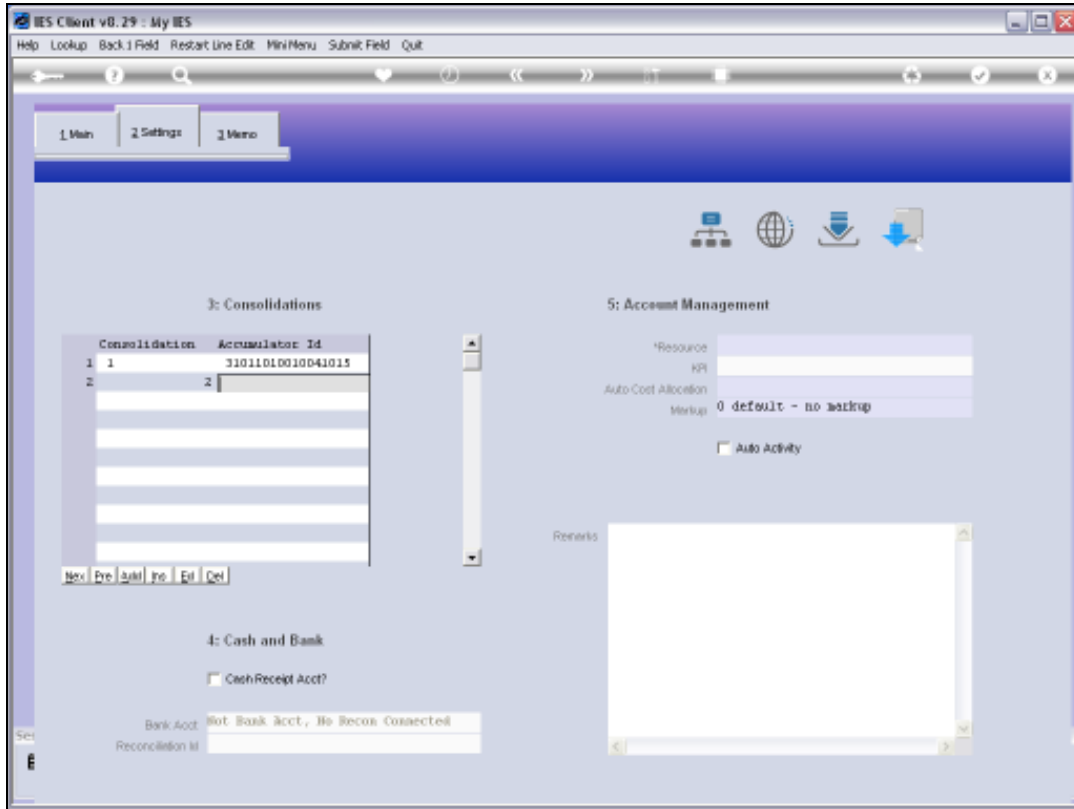 IES Client v8.29 : My IES
Help Lookup Back 1 Field Restart Line Edit MiniMenu Submit Field Quit
1 Main
2 Settings
3 Memo
3: Consolidations
Consolidation Accumulator Id
1 1 31011010010041015
2 2
Nex Pre Add Ins Ed Del
4: Cash and Bank
Cash Receipt Acct?
Bank Acct Not Bank Acct, No Recon Connected
Reconciliation Id
5: Account Management
*Resource
KPI
Auto Cost Allocation
Markup 0 default - no markup
Auto Activity
Remarks